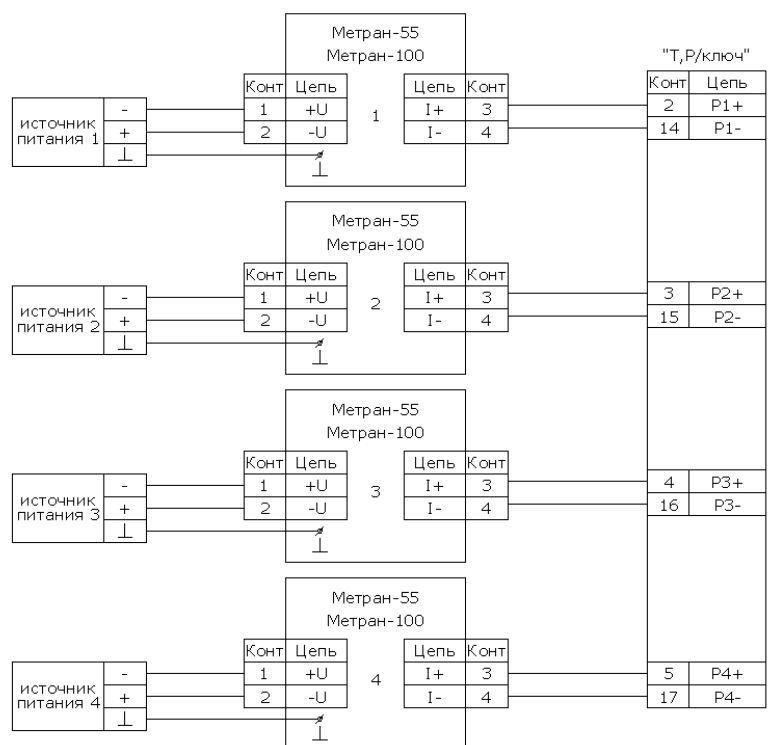 Метран-55
Метран-100
"T,P/ключ"
Конт Цепь Цепь Конт Конт Цепь
- 1 +U I+ 3 2 P1+
источник питания 1
1
+ 2 -U I- 4 14 P1-
Метран-55
Метран-100
Конт Цепь Цепь Конт
- 1 +U I+ 3 3 P2+
источник питания 2
2
+ 2 -U I- 4 15 P2-
Метран-55
Метран-100
Конт Цепь Цепь Конт
- 1 +U I+ 3 4 P3+
источник питания 3
3
+ 2 -U I- 4 16 P3-
Метран-55
Метран-100
Конт Цепь Цепь Конт
- 1 +U I+ 3 5 P4+
источник питания 4
4
+ 2 -U I- 4 17 P4-